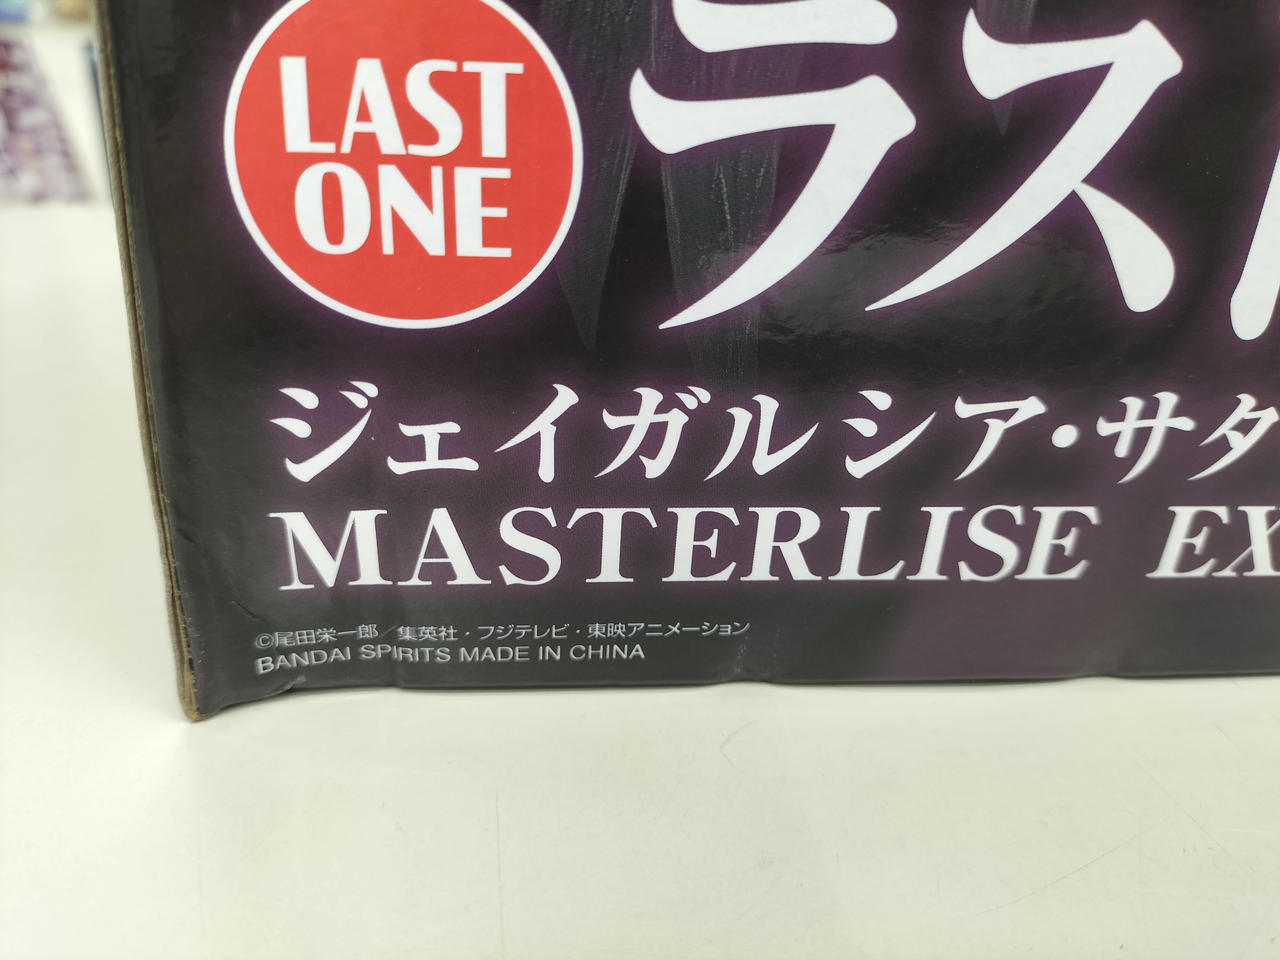 LAST
ONE
ラス
ジェイガルシア・サタ
MASTERLISE EX
©尾田栄一郎／集英社・フジテレビ・東映アニメーション
BANDAI SPIRITS MADE IN CHINA